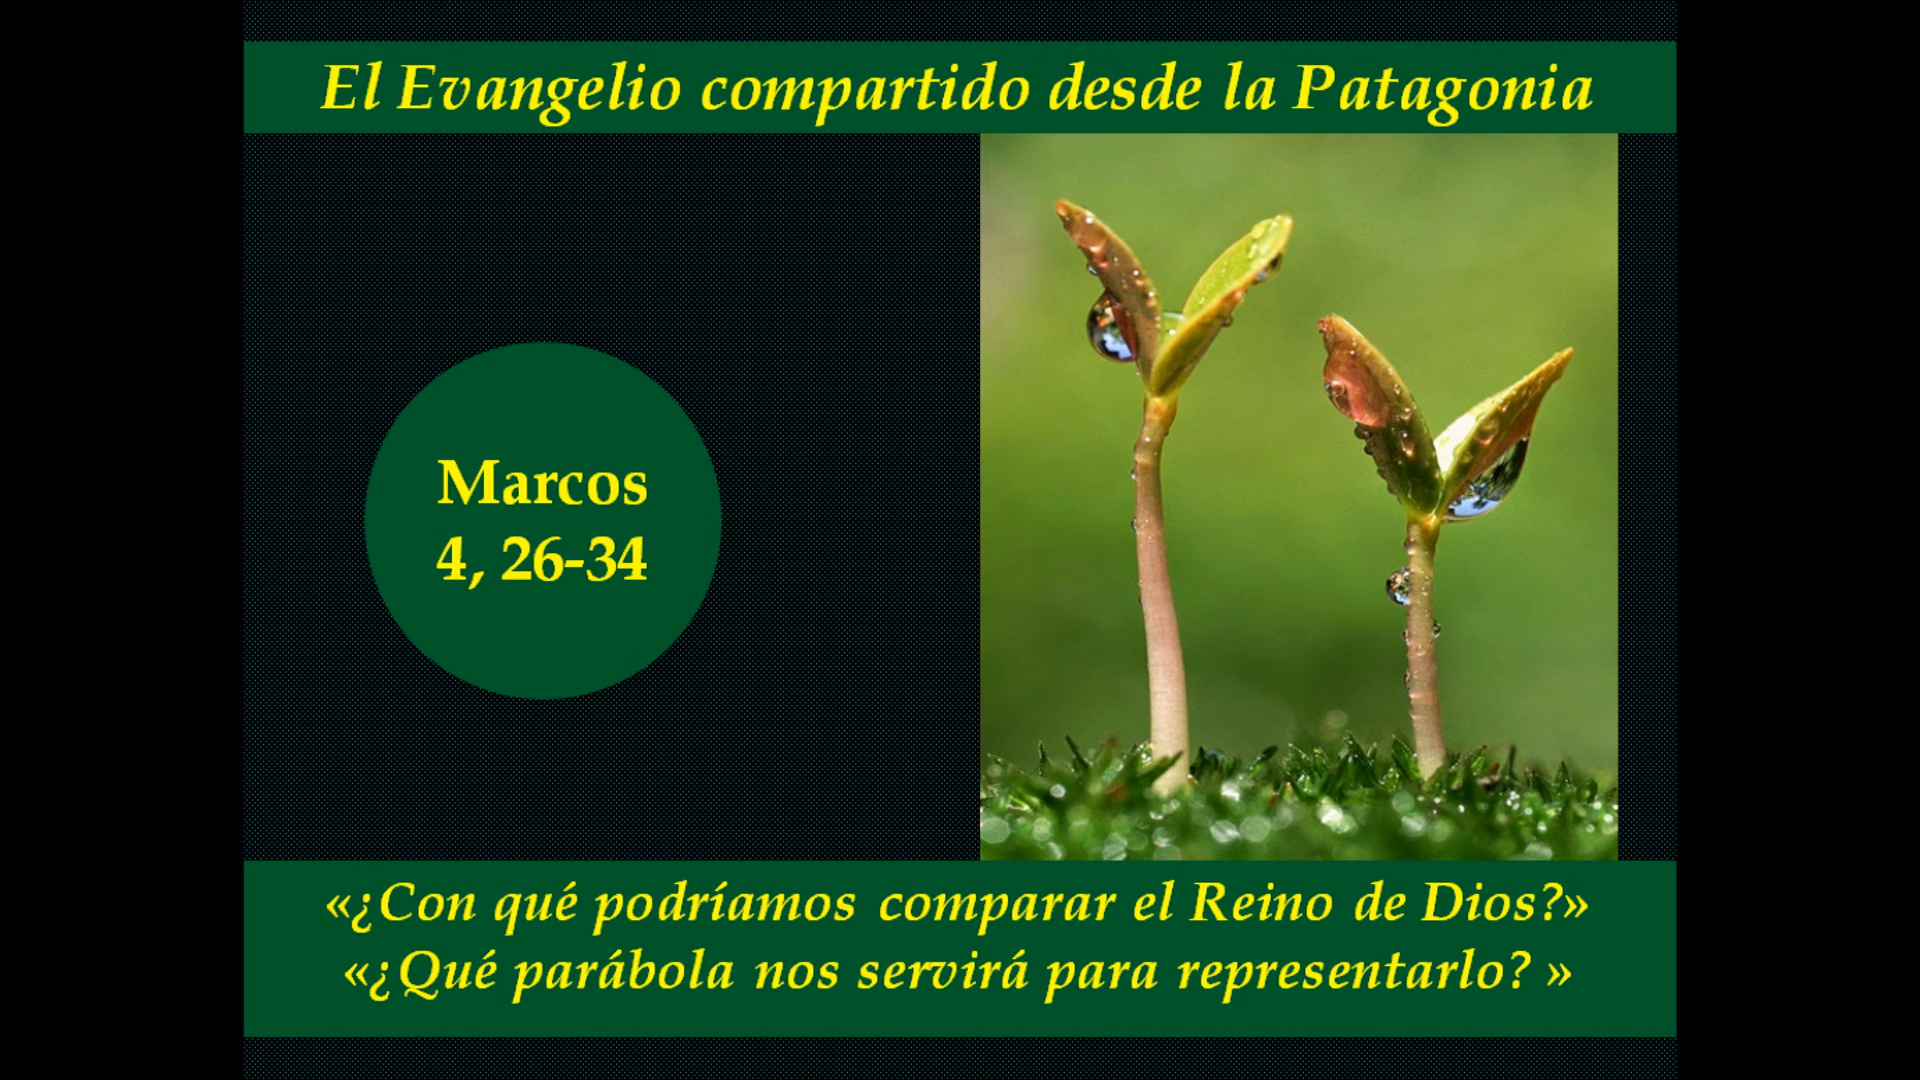 El Evangelio compartido desde la Patagonia
Marcos
4, 26-34
«¿Con qué podríamos comparar el Reino de Dios?»
«¿Qué parábola nos servirá para representarlo? »